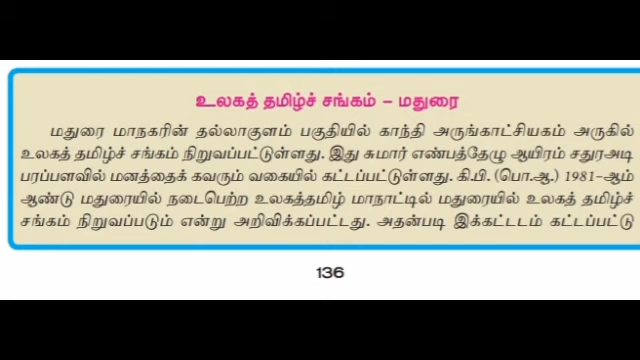 உலகத் தமிழ்ச் சங்கம் – மதுரை
மதுரை மாநகரின் தல்லாகுளம் பகுதியில் காந்தி அருங்காட்சியகம் அருகில்
உலகத் தமிழ்ச் சங்கம் நிறுவப்பட்டுள்ளது. இது சுமார் எண்பத்தேழு ஆயிரம் சதுரஅடி
பரப்பளவில் மனத்தைக் கவரும் வகையில் கட்டப்பட்டுள்ளது. கி.பி. (பொ.ஆ.) 1981-ஆம்
ஆண்டு மதுரையில் நடைபெற்ற உலகத்தமிழ் மாநாட்டில் மதுரையில் உலகத் தமிழ்ச்
சங்கம் நிறுவப்படும் என்று அறிவிக்கப்பட்டது. அதன்படி இக்கட்டடம் கட்டப்பட்டு
136